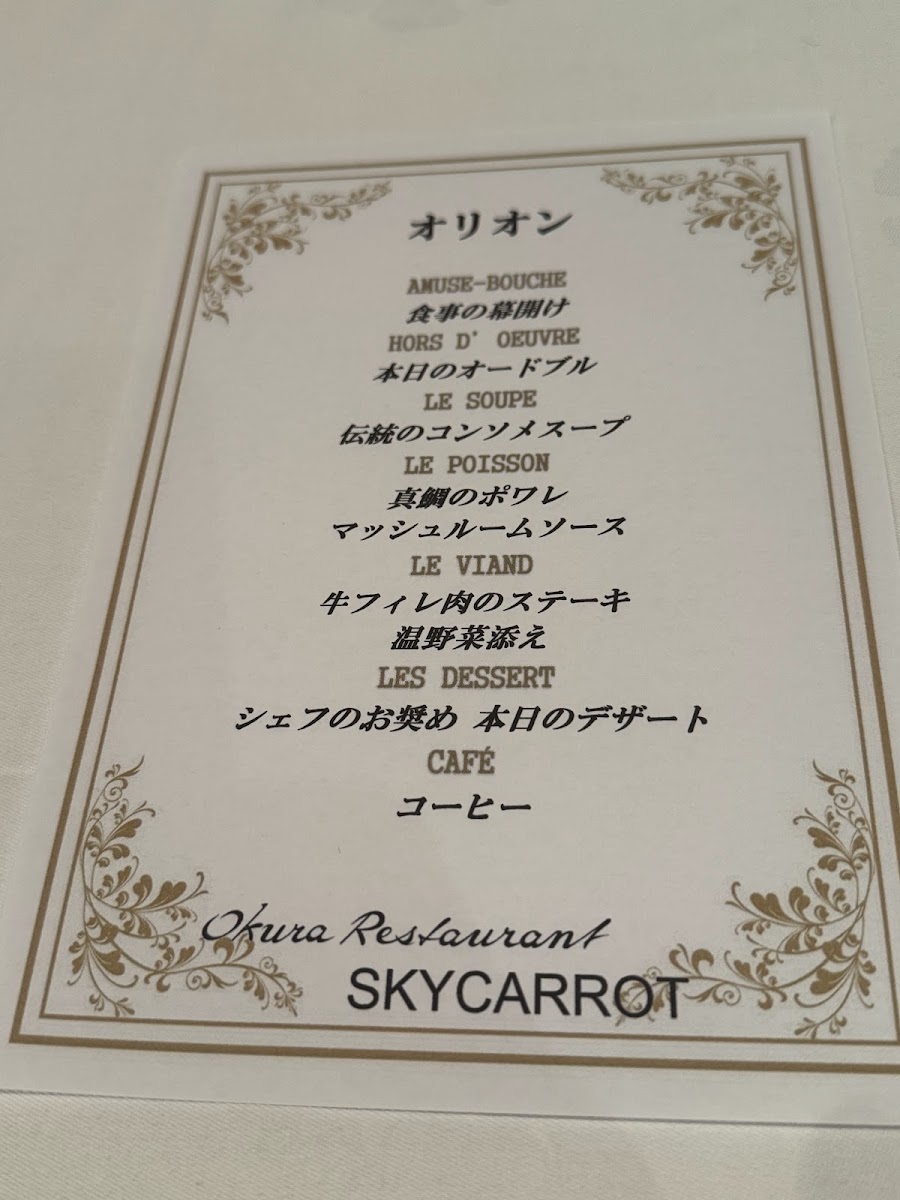 オリオン
AMUSE-BOUCHE
食事の幕開け
HORS D' OEUVRE
本日のオードブル
LE SOUPE
伝統のコンソメスープ
LE POISSON
真鯛のポワレ
マッシュルームソース
LE VIAND
牛フィレ肉のステーキ
温野菜添え
LES DESSERT
シェフのお奨め 本日のデザート
CAFÉ
コーヒー
Okura Restaurant
SKYCARROT